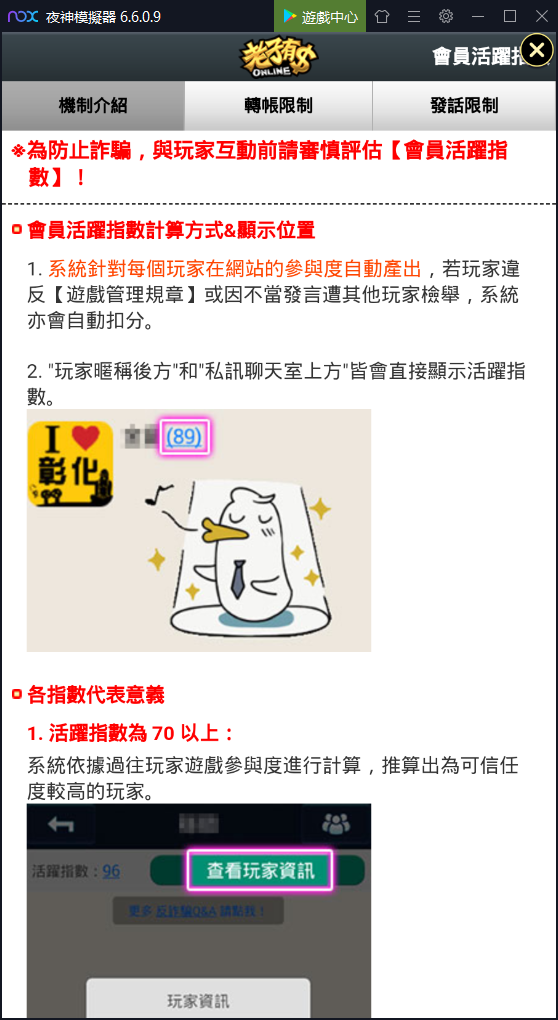 nox 夜神模擬器 6.6.0.9
遊戲中心
老子有錢
ONLINE
會員活躍指
機制介紹
轉帳限制
發話限制
※為防止詐騙，與玩家互動前請審慎評估【會員活躍指
數】！
會員活躍指數計算方式&顯示位置
1. 系統針對每個玩家在網站的參與度自動產出，若玩家違
反【遊戲管理規章】或因不當發言遭其他玩家檢舉，系統
亦會自動扣分。
2. "玩家暱稱後方"和"私訊聊天室上方"皆會直接顯示活躍指
數。
I ❤
彰化
(89)
各指數代表意義
1. 活躍指數為 70 以上：
系統依據過往玩家遊戲參與度進行計算，推算出為可信任
度較高的玩家。
活躍指數：96
查看玩家資訊
更多 反詐騙Q&A 請點我！
玩家資訊